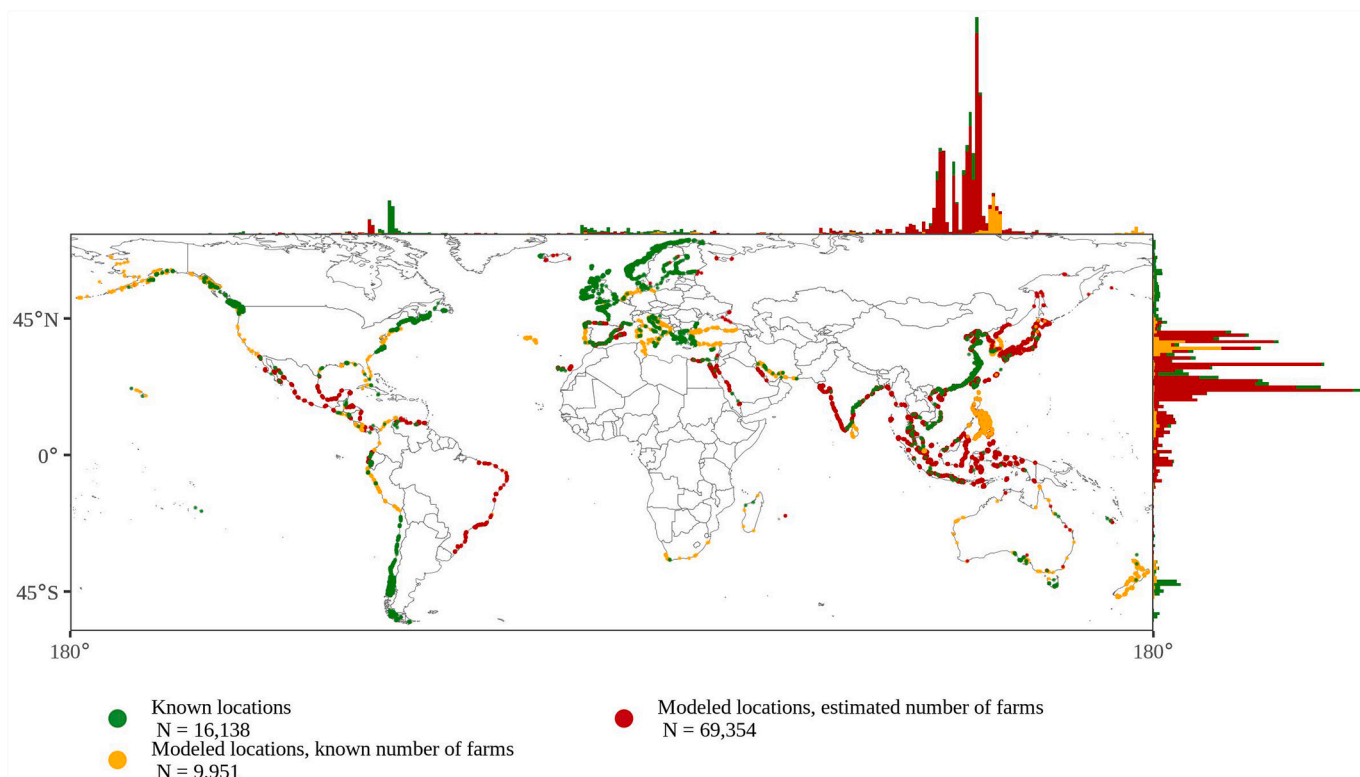 45°N
0°
45°S
180°
180°
Known locations
N = 16,138
Modeled locations, known number of farms
N = 9,951
Modeled locations, estimated number of farms
N = 69,354